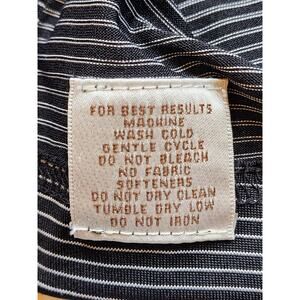 FOR BEST RESULTS
MACHINE
WASH COLD
GENTLE CYCLE
DO NOT BLEACH
NO FABRIC
SOFTENERS
DO NOT DRY CLEAN
TUMBLE DRY LOW
DO NOT IRON